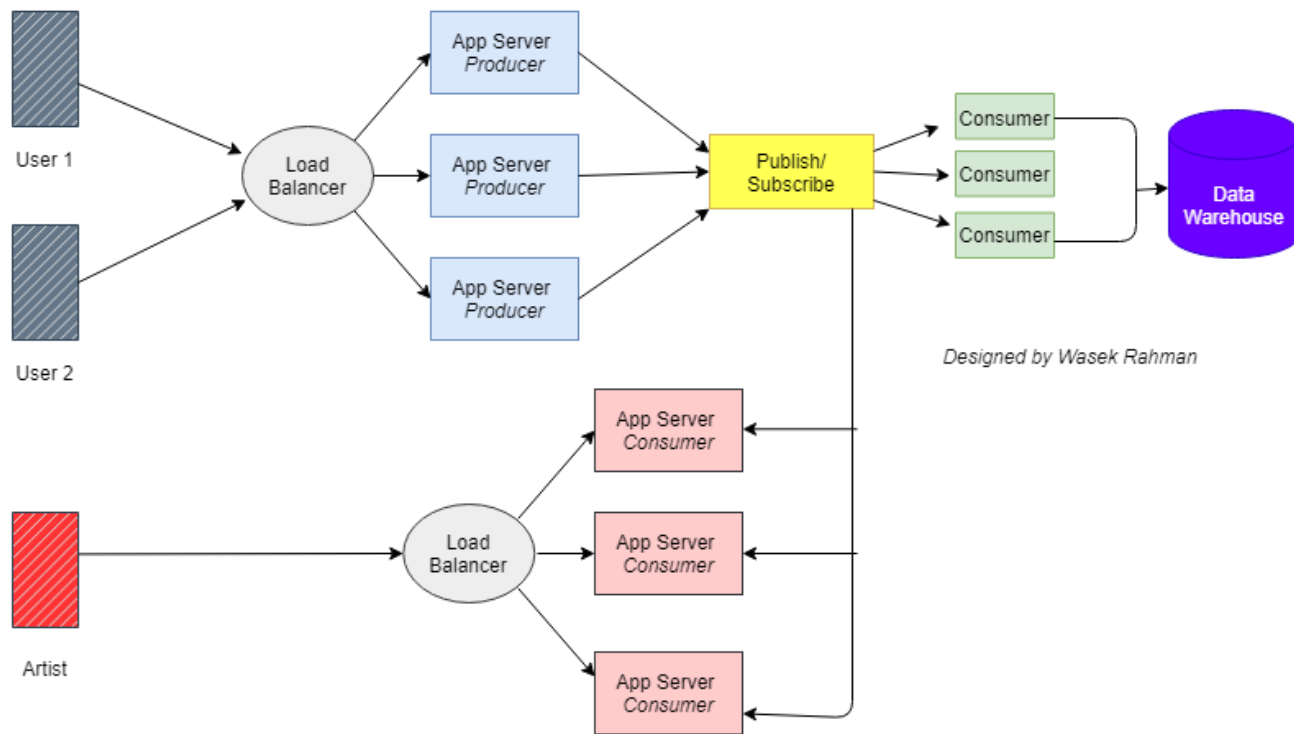 User 1
User 2
Load
Balancer
App Server
Producer
App Server
Producer
App Server
Producer
Publish/
Subscribe
Consumer
Consumer
Consumer
Data
Warehouse
Designed by Wasek Rahman
Artist
Load
Balancer
App Server
Consumer
App Server
Consumer
App Server
Consumer